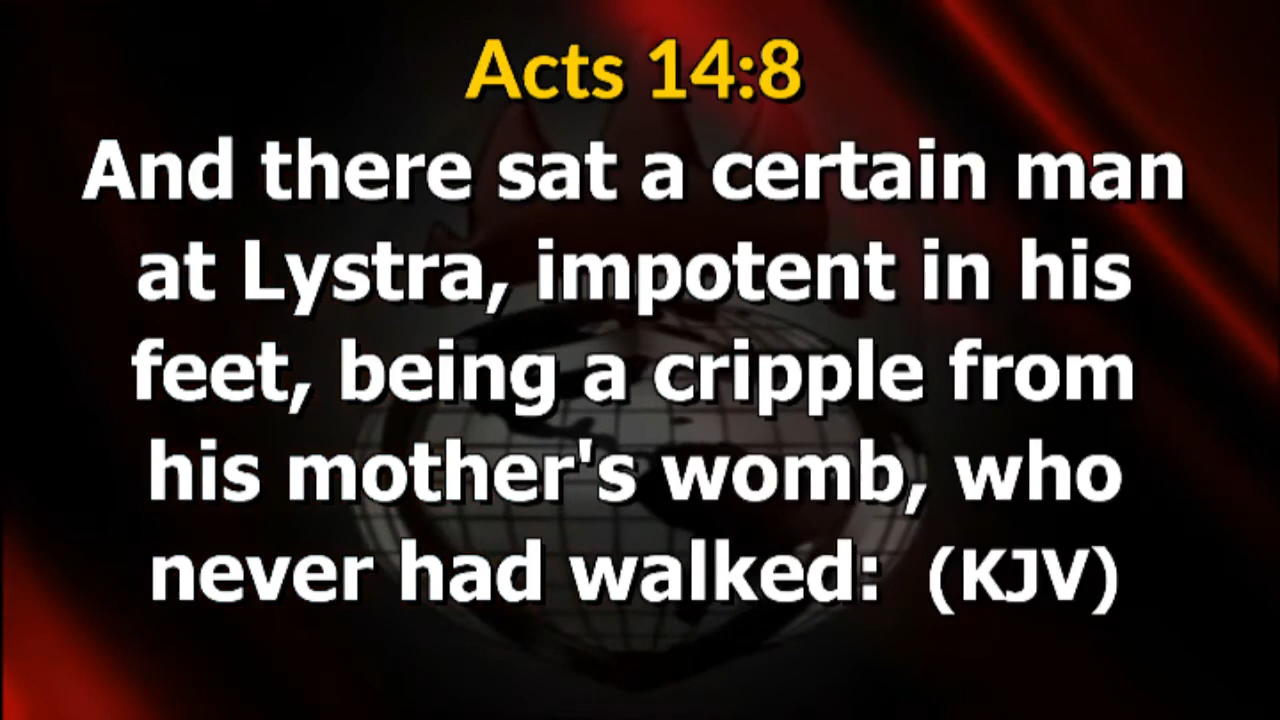 Acts 14:8
And there sat a certain man
at Lystra, impotent in his
feet, being a cripple from
his mother's womb, who
never had walked: (KJV)